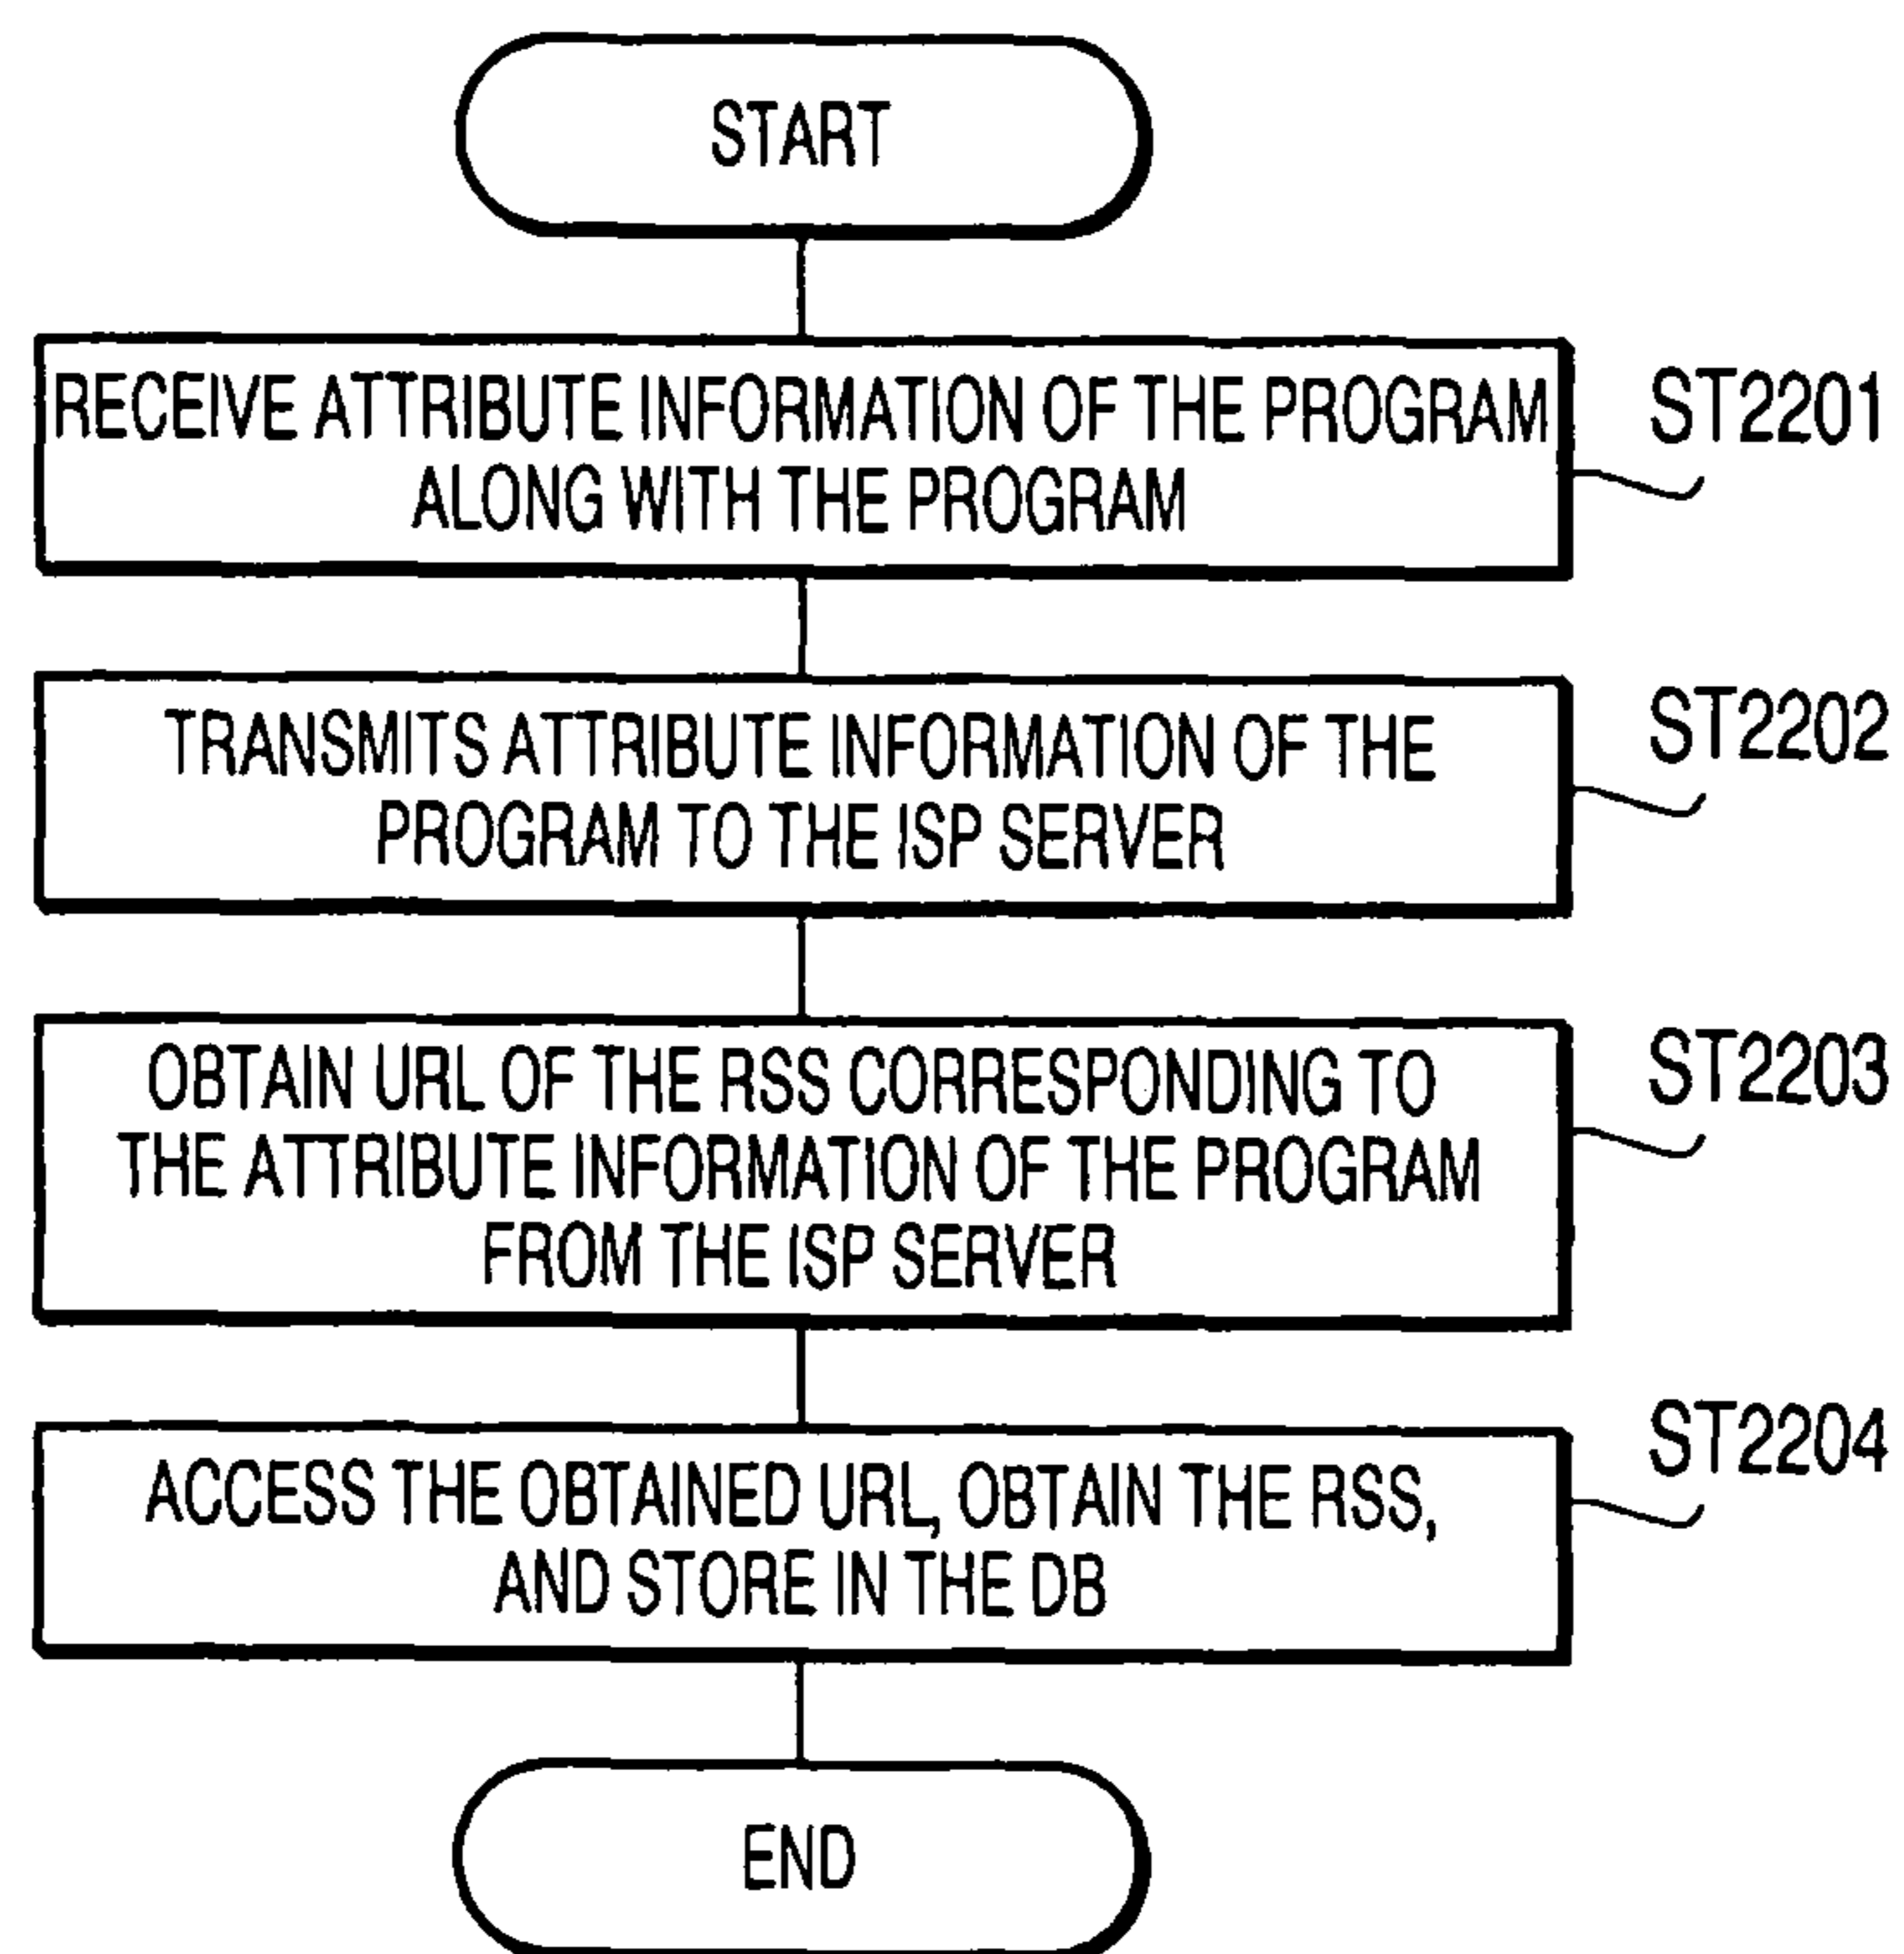 START
RECEIVE ATTRIBUTE INFORMATION OF THE PROGRAM
ALONG WITH THE PROGRAM
ST2201
TRANSMITS ATTRIBUTE INFORMATION OF THE
PROGRAM TO THE ISP SERVER
ST2202
OBTAIN URL OF THE RSS CORRESPONDING TO
THE ATTRIBUTE INFORMATION OF THE PROGRAM
FROM THE ISP SERVER
ST2203
ACCESS THE OBTAINED URL, OBTAIN THE RSS,
AND STORE IN THE DB
ST2204
END